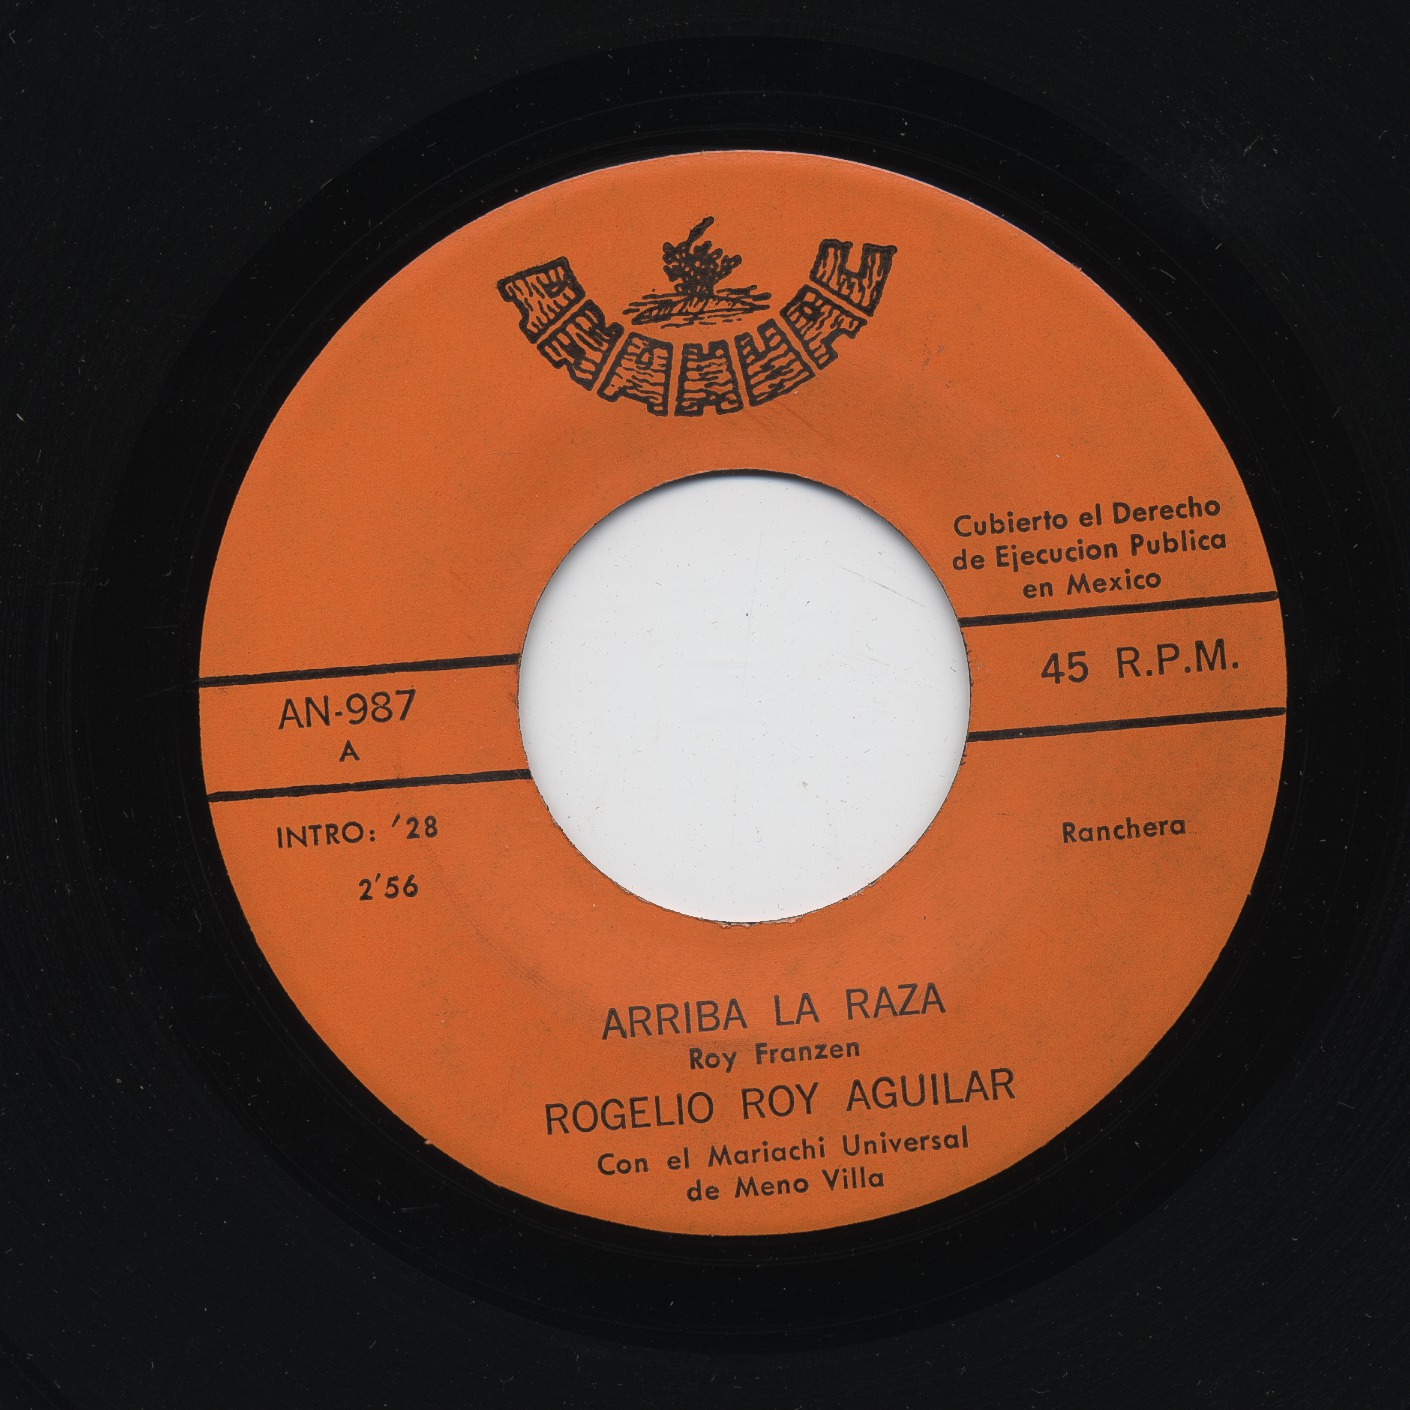 ANAHUAC
Cubierto el Derecho
de Ejecucion Publica
en Mexico
45 R.P.M.
AN-987
A
INTRO: '28
2'56
Ranchera
ARRIBA LA RAZA
Roy Franzen
ROGELIO ROY AGUILAR
Con el Mariachi Universal
de Meno Villa